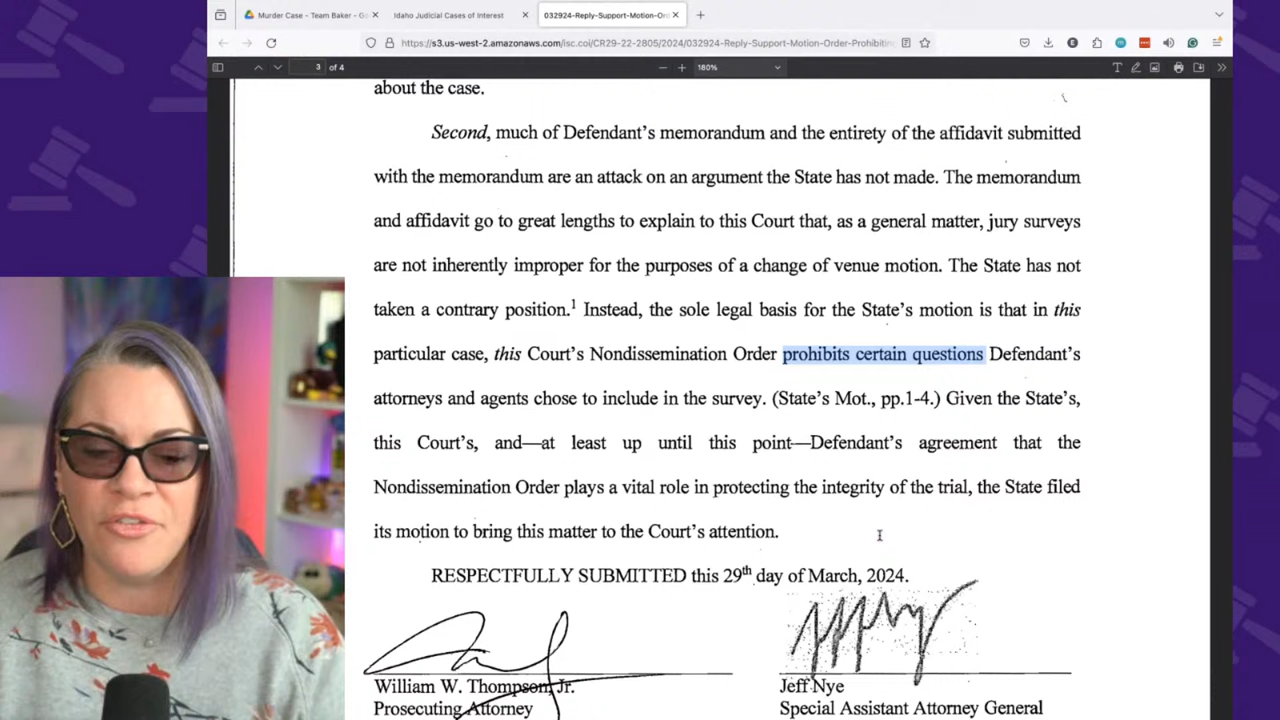 Murder Case - Team Baker - Go
Idaho Judicial Cases of Interest
032924-Reply-Support-Motion-Ord
https://s3.us-west-2.amazonaws.com/isc.coi/CR29-22-2805/2024/032924-Reply-Support-Motion-Order-Prohibiting
3 of 4
180%
about the case.
Second, much of Defendant's memorandum and the entirety of the affidavit submitted
with the memorandum are an attack on an argument the State has not made. The memorandum
and affidavit go to great lengths to explain to this Court that, as a general matter, jury surveys
are not inherently improper for the purposes of a change of venue motion. The State has not
taken a contrary position.1 Instead, the sole legal basis for the State's motion is that in this
particular case, this Court's Nondissemination Order prohibits certain questions Defendant's
attorneys and agents chose to include in the survey. (State's Mot., pp.1-4.) Given the State's,
this Court's, and—at least up until this point—Defendant's agreement that the
Nondissemination Order plays a vital role in protecting the integrity of the trial, the State filed
its motion to bring this matter to the Court's attention.
RESPECTFULLY SUBMITTED this 29th day of March, 2024.
William W. Thompson, Jr.
Prosecuting Attorney
Jeff Nye
Special Assistant Attorney General